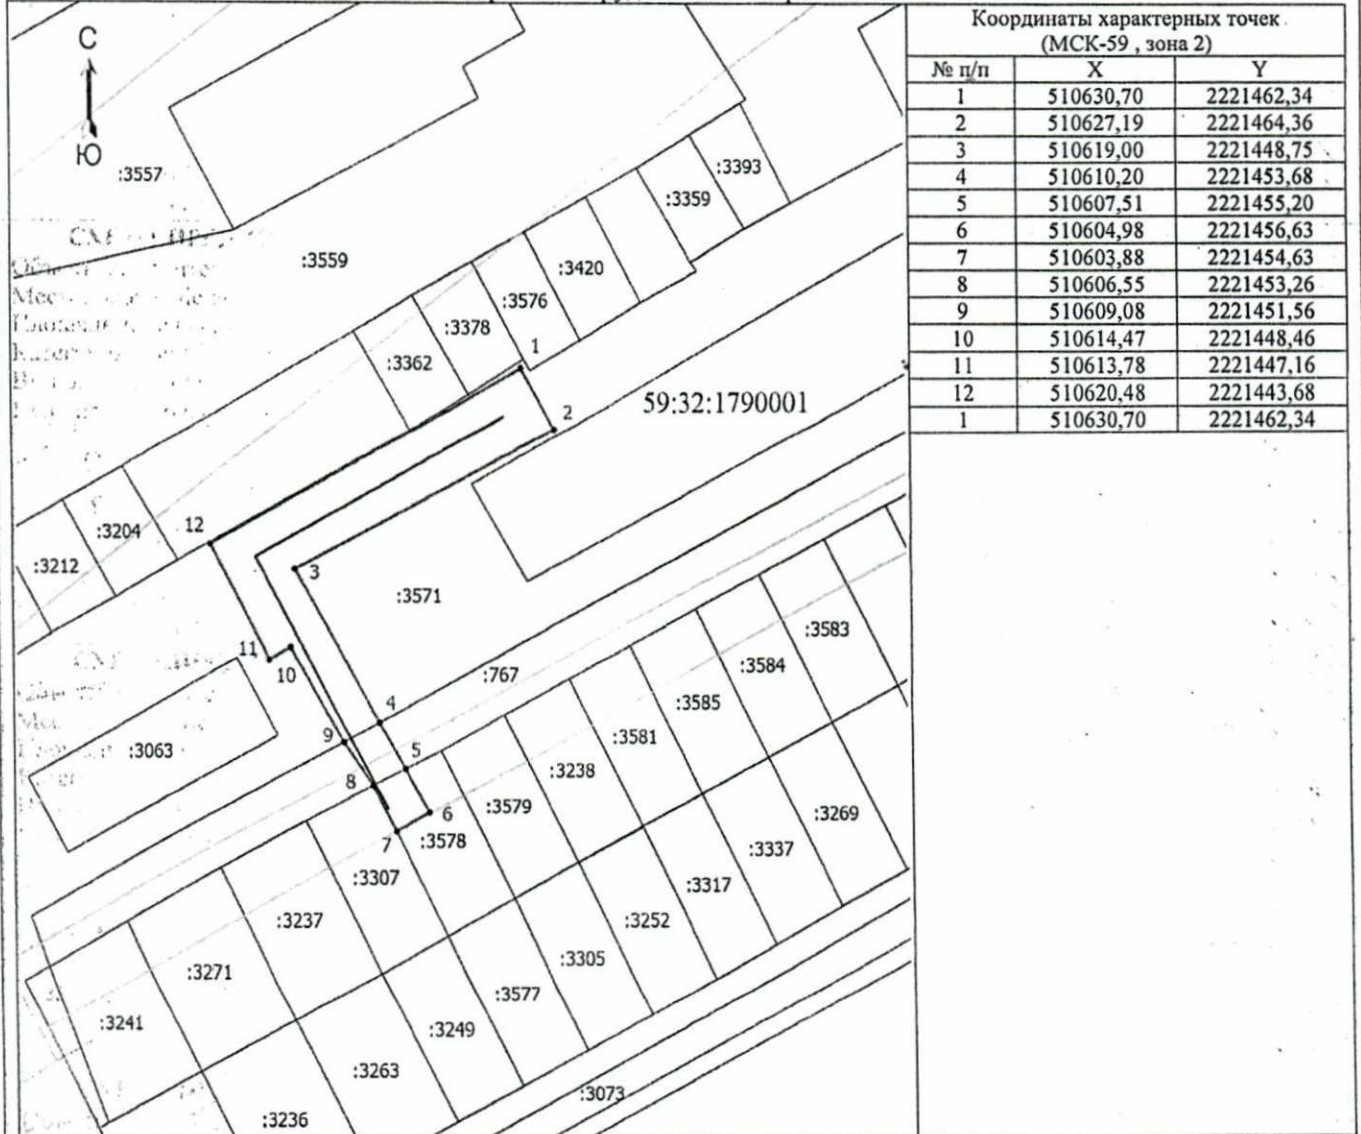 С
Ю
:3557
:3559
:3393
:3359
:3420
:3576
:3378
:3362
1
2
59:32:1790001
12
:3204
:3212
3
:3571
11
10
:767
4
:3063
9
5
8
6
7
:3578
:3583
:3584
:3585
:3581
:3238
:3579
:3307
:3237
:3271
:3241
:3269
:3337
:3317
:3252
:3305
:3577
:3249
:3263
:3236
:3073
Координаты характерных точек
(МСК-59 , зона 2)
№ п/п X Y
1 510630,70 2221462,34
2 510627,19 2221464,36
3 510619,00 2221448,75
4 510610,20 2221453,68
5 510607,51 2221455,20
6 510604,98 2221456,63
7 510603,88 2221454,63
8 510606,55 2221453,26
9 510609,08 2221451,56
10 510614,47 2221448,46
11 510613,78 2221447,16
12 510620,48 2221443,68
1 510630,70 2221462,34